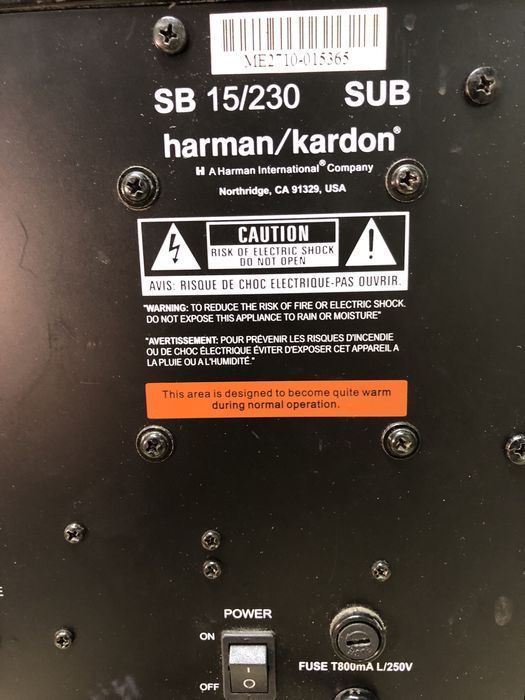 ME2710-015365
SB 15/230 SUB
harman/kardon®
H A Harman International® Company
Northridge, CA 91329, USA
CAUTION
RISK OF ELECTRIC SHOCK
DO NOT OPEN
AVIS: RISQUE DE CHOC ELECTRIQUE-PAS OUVRIR.
"WARNING: TO REDUCE THE RISK OF FIRE OR ELECTRIC SHOCK.
DO NOT EXPOSE THIS APPLIANCE TO RAIN OR MOISTURE"
"AVERTISSEMENT: POUR PRÉVENIR LES RISQUES D'INCENDIE
OU DE CHOC ÉLECTRIQUE ÉVITER D'EXPOSER CET APPAREIL A
LA PLUIE OU A L'HUMIDITÉ."
This area is designed to become quite warm
during normal operation.
POWER
ON
OFF
FUSE T800mA L/250V